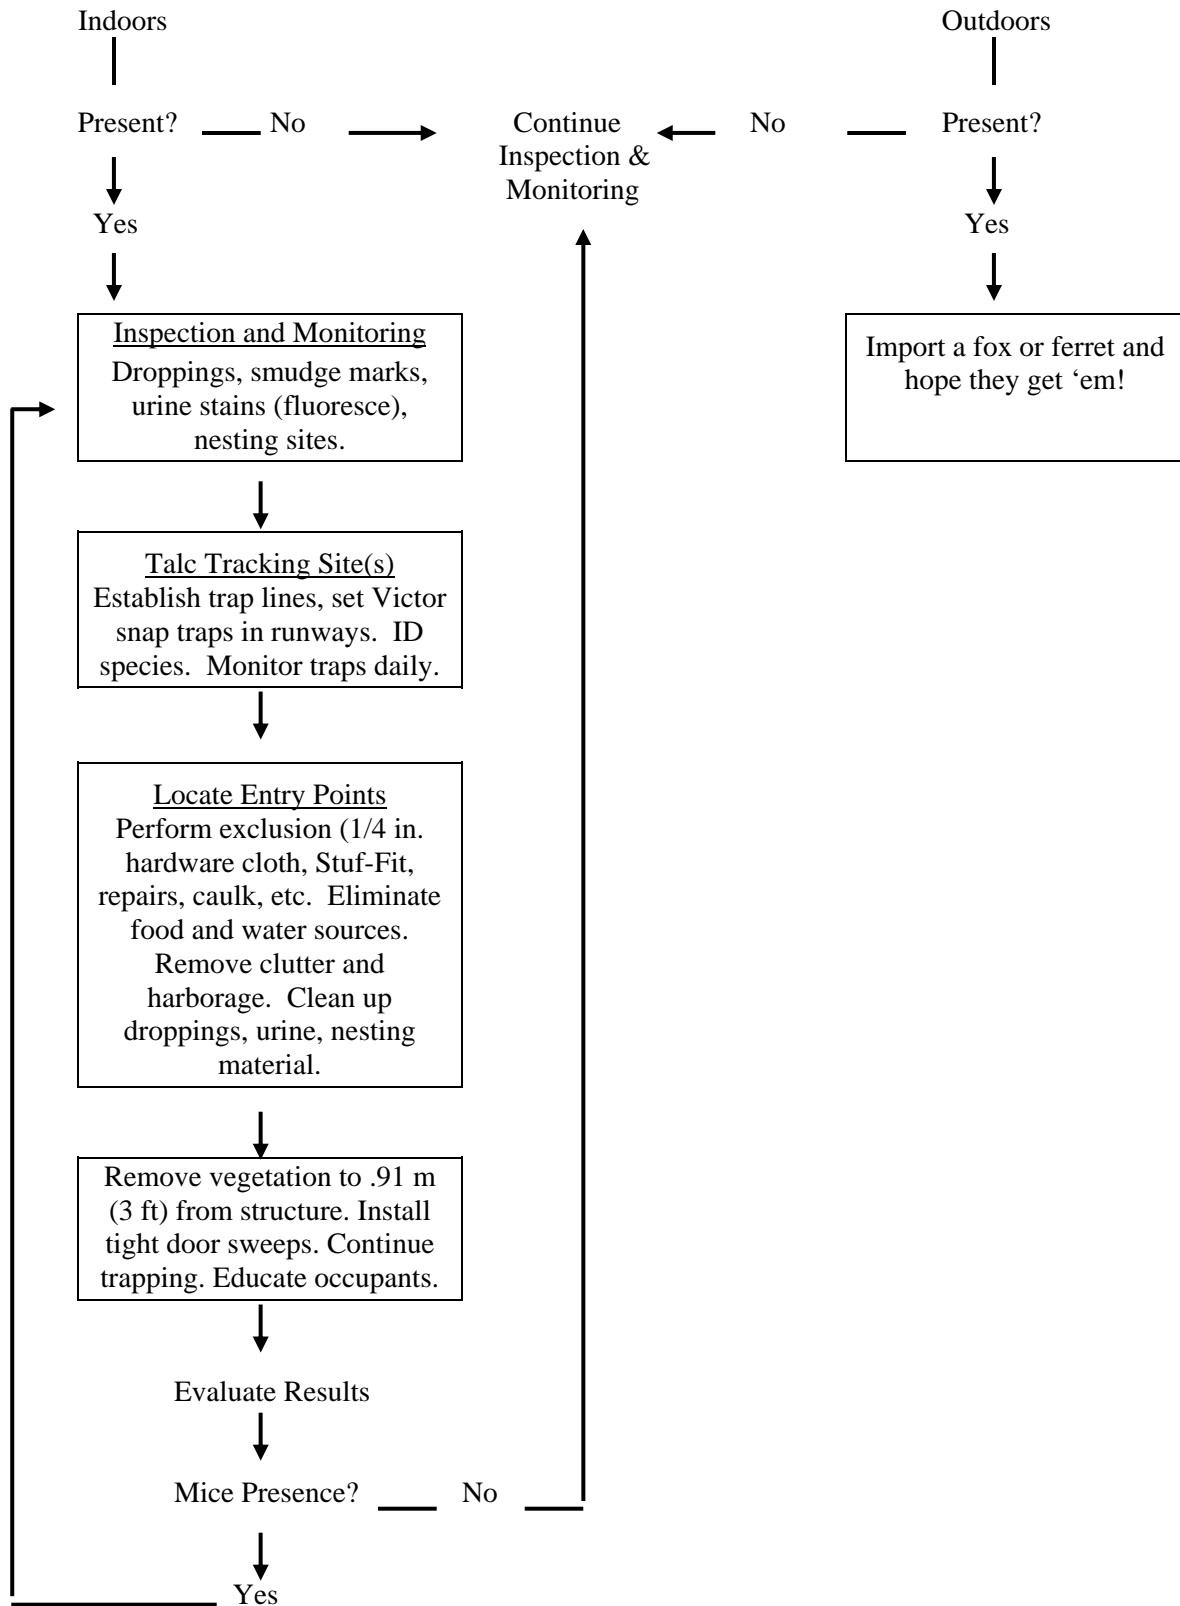 Indoors
Outdoors
Present?
No
Continue
Inspection &
Monitoring
No
Present?
Yes
Yes
Inspection and Monitoring
Droppings, smudge marks,
urine stains (fluoresce),
nesting sites.
Import a fox or ferret and
hope they get ‘em!
Talc Tracking Site(s)
Establish trap lines, set Victor
snap traps in runways.  ID
species.  Monitor traps daily.
Locate Entry Points
Perform exclusion (1/4 in.
hardware cloth, Stuf-Fit,
repairs, caulk, etc.  Eliminate
food and water sources.
Remove clutter and
harborage.  Clean up
droppings, urine, nesting
material.
Remove vegetation to .91 m
(3 ft) from structure. Install
tight door sweeps. Continue
trapping. Educate occupants.
Evaluate Results
Mice Presence?
No
Yes